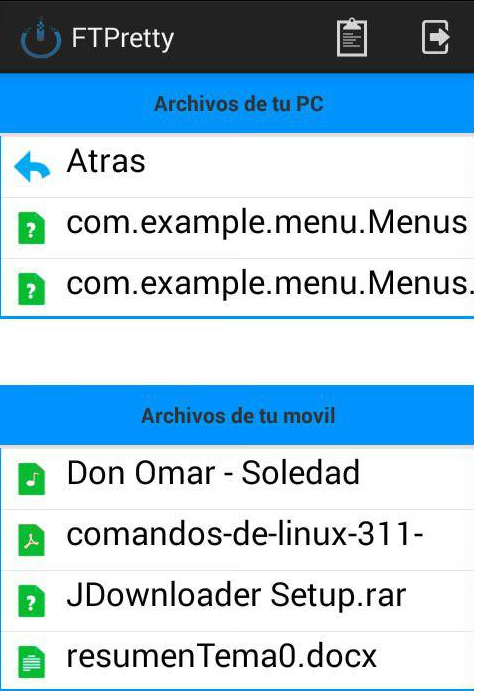 FTPretty
Archivos de tu PC
Atras
com.example.menu.Menus
com.example.menu.Menus.
Archivos de tu movil
Don Omar - Soledad
comandos-de-linux-311-
JDownloader Setup.rar
resumenTema0.docx